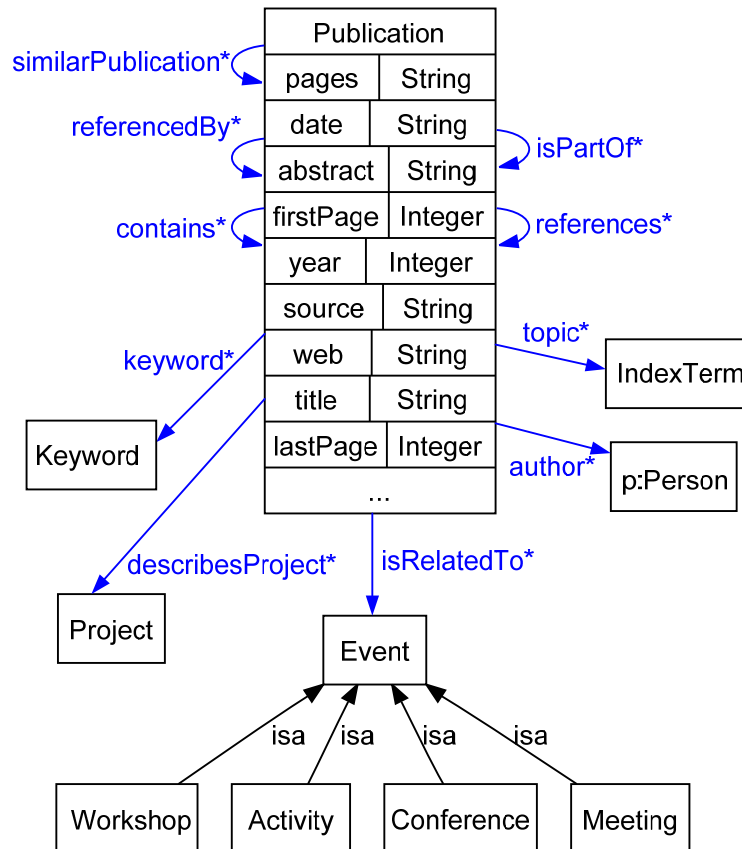 Publication
similarPublication*
pages String
referencedBy*
date String
isPartOf*
abstract String
contains*
firstPage Integer
references*
year Integer
source String
keyword*
web String
topic*
IndexTerm
title String
Keyword
lastPage Integer
author*
p:Person
...
describesProject*
isRelatedTo*
Project
Event
isa isa isa isa
Workshop Activity Conference Meeting